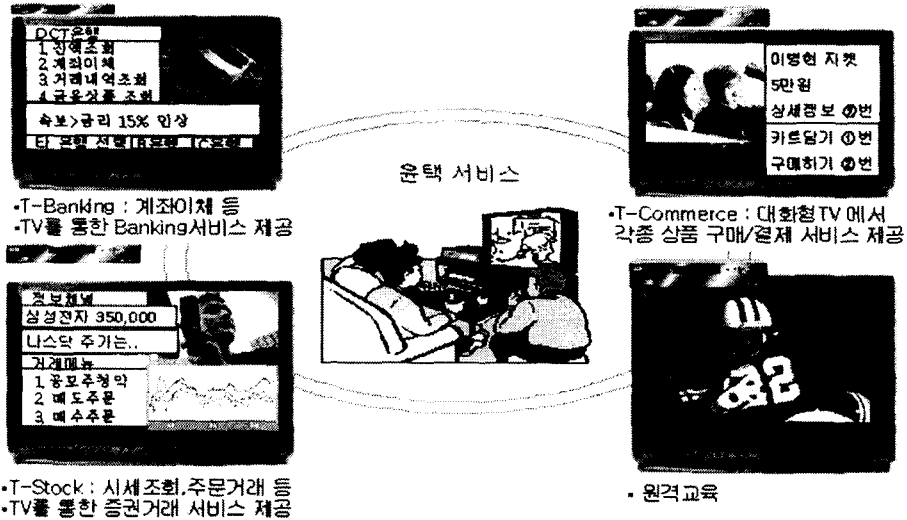 DCT은행
1 잔액조회
2 계좌이체
3 거래내역조회
4 금융상품 조회
속보>금리 15% 인상
타 은행 선택
•T-Banking : 계좌이체 등
•TV를 통한 Banking서비스 제공
윤택 서비스
이병헌 자켓
5만원
상세정보 ⑦번
카트담기 ①번
구매하기 ②번
•T-Commerce : 대화형TV 에서
각종 상품 구매/결제 서비스 제공
정보채널
삼성전자 350,000
나스닥 주가는..
거래메뉴
1 공모주청약
2 매도주문
3 매수주문
•T-Stock : 시세조회,주문거래 등
•TV를 통한 증권거래 서비스 제공
82
• 원격교육